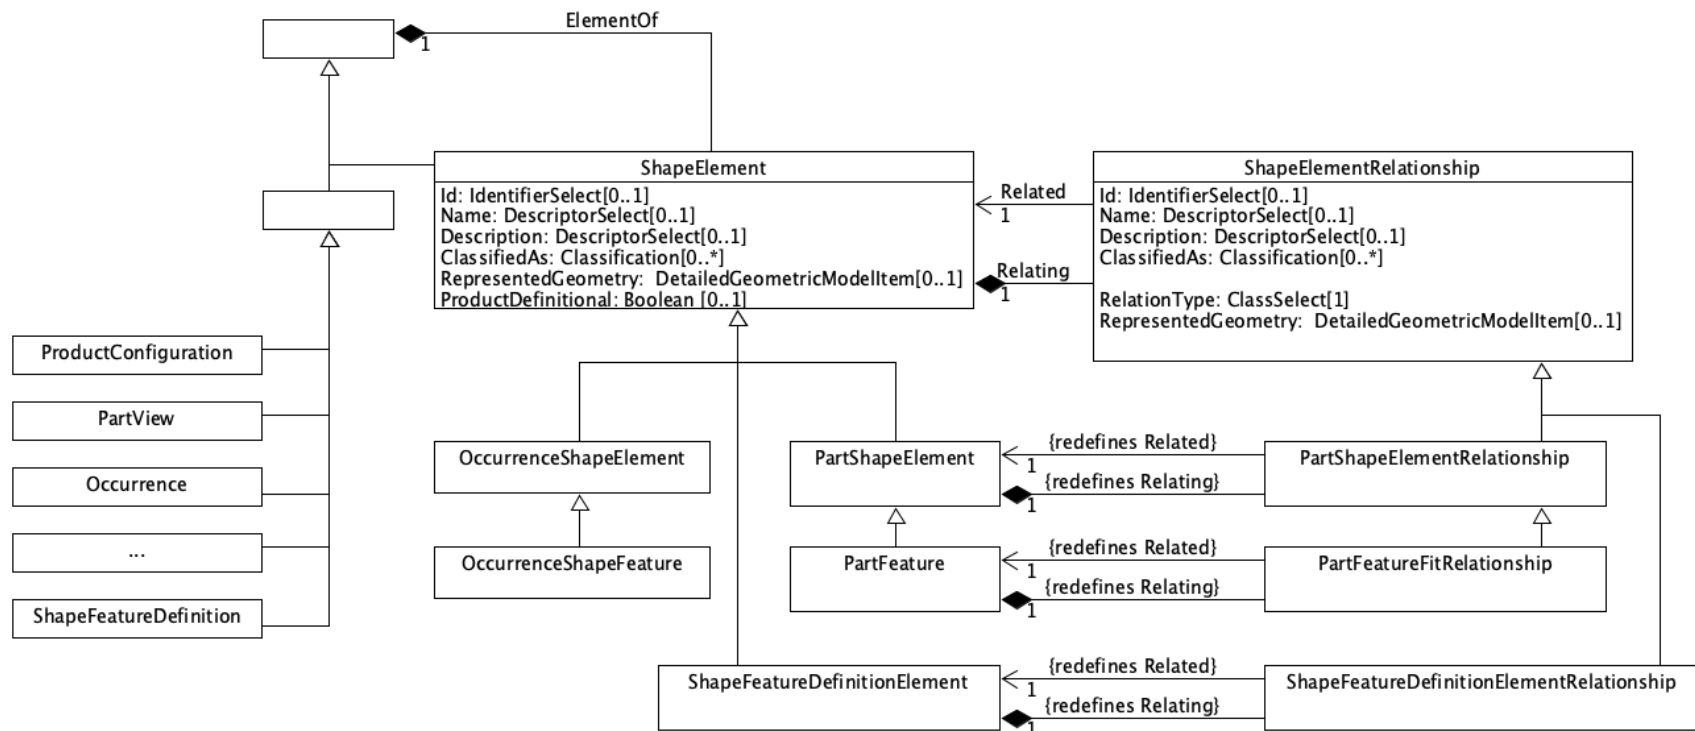 ElementOf
1
ShapeElement
Id: IdentifierSelect[0..1]
Name: DescriptorSelect[0..1]
Description: DescriptorSelect[0..1]
ClassifiedAs: Classification[0..*]
RepresentedGeometry:  DetailedGeometricModelItem[0..1]
ProductDefinitional: Boolean [0..1]
Related
1
Relating
1
ShapeElementRelationship
Id: IdentifierSelect[0..1]
Name: DescriptorSelect[0..1]
Description: DescriptorSelect[0..1]
ClassifiedAs: Classification[0..*]
RelationType: ClassSelect[1]
RepresentedGeometry:  DetailedGeometricModelItem[0..1]
ProductConfiguration
PartView
Occurrence
...
ShapeFeatureDefinition
OccurrenceShapeElement
PartShapeElement
{redefines Related}
1
{redefines Relating}
1
PartShapeElementRelationship
OccurrenceShapeFeature
PartFeature
{redefines Related}
1
{redefines Relating}
1
PartFeatureFitRelationship
ShapeFeatureDefinitionElement
{redefines Related}
1
{redefines Relating}
1
ShapeFeatureDefinitionElementRelationship